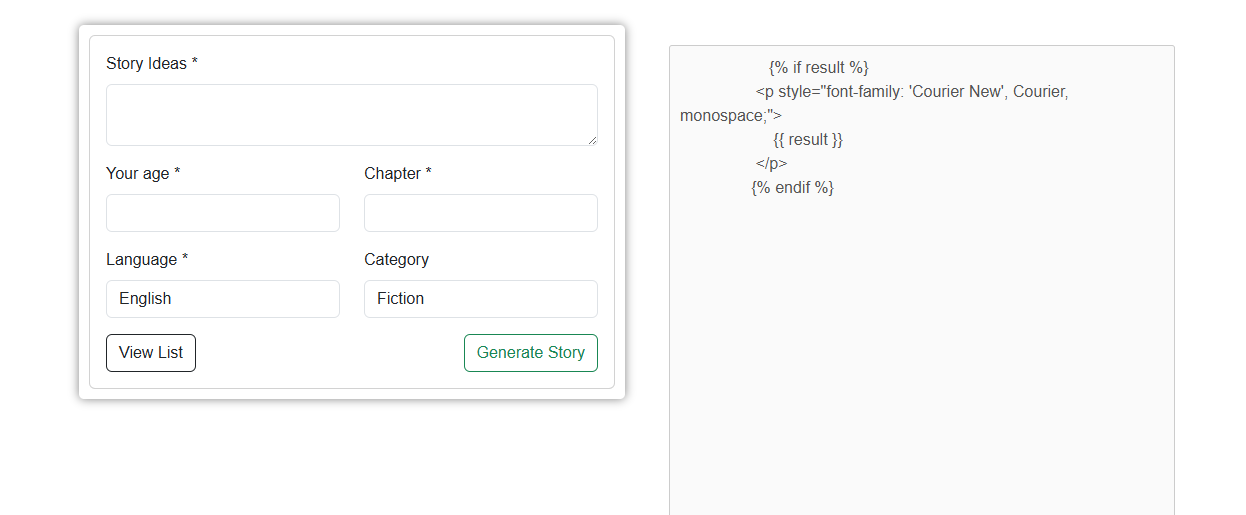 Story Ideas *
Your age *
Chapter *
Language *
Category
English
Fiction
View List
Generate Story
{% if result %}
<p style="font-family: 'Courier New', Courier,
monospace;">
{{ result }}
</p>
{% endif %}